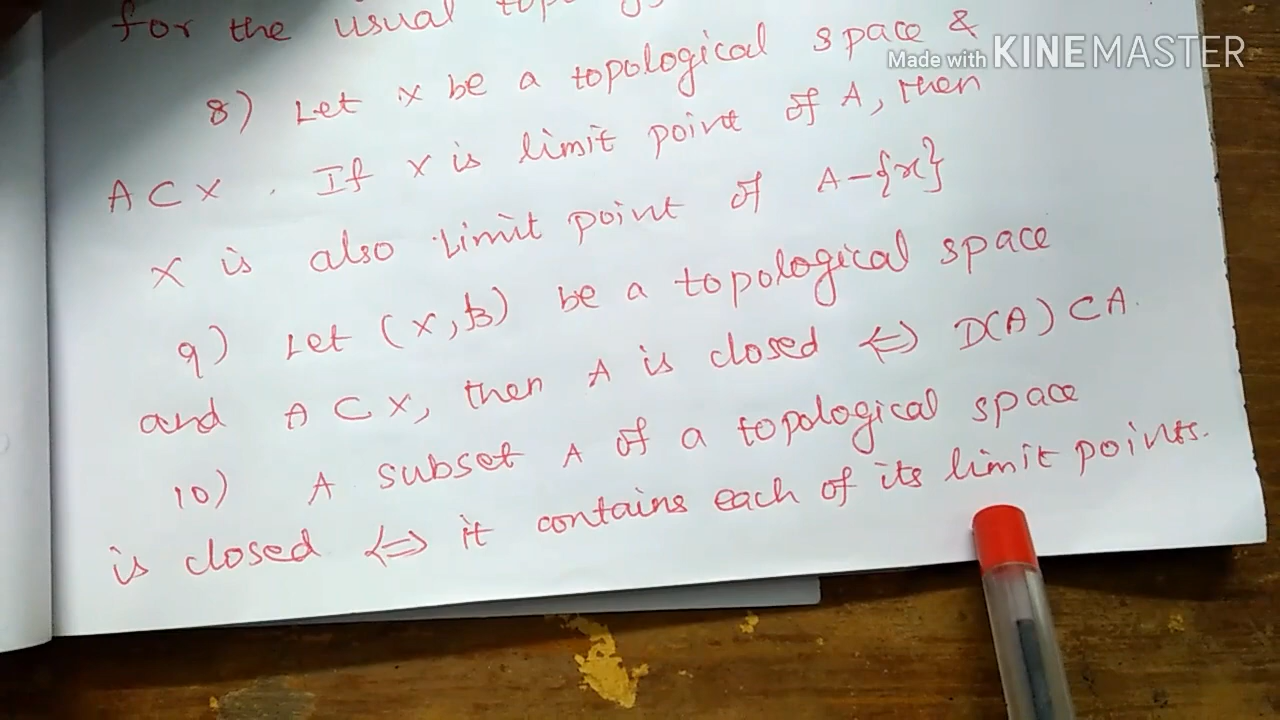 for the usual
Made with KINEMASTER
8) Let X be a topological space &
A ⊂ X . If x is limit point of A, then
x is also limit point of A-{x}
9) Let (X, ) be a topological space
and A ⊂ X, then A is closed ⇔ D(A) ⊂ A.
10) A subset A of a topological space
is closed ⇔ it contains each of its limit points.